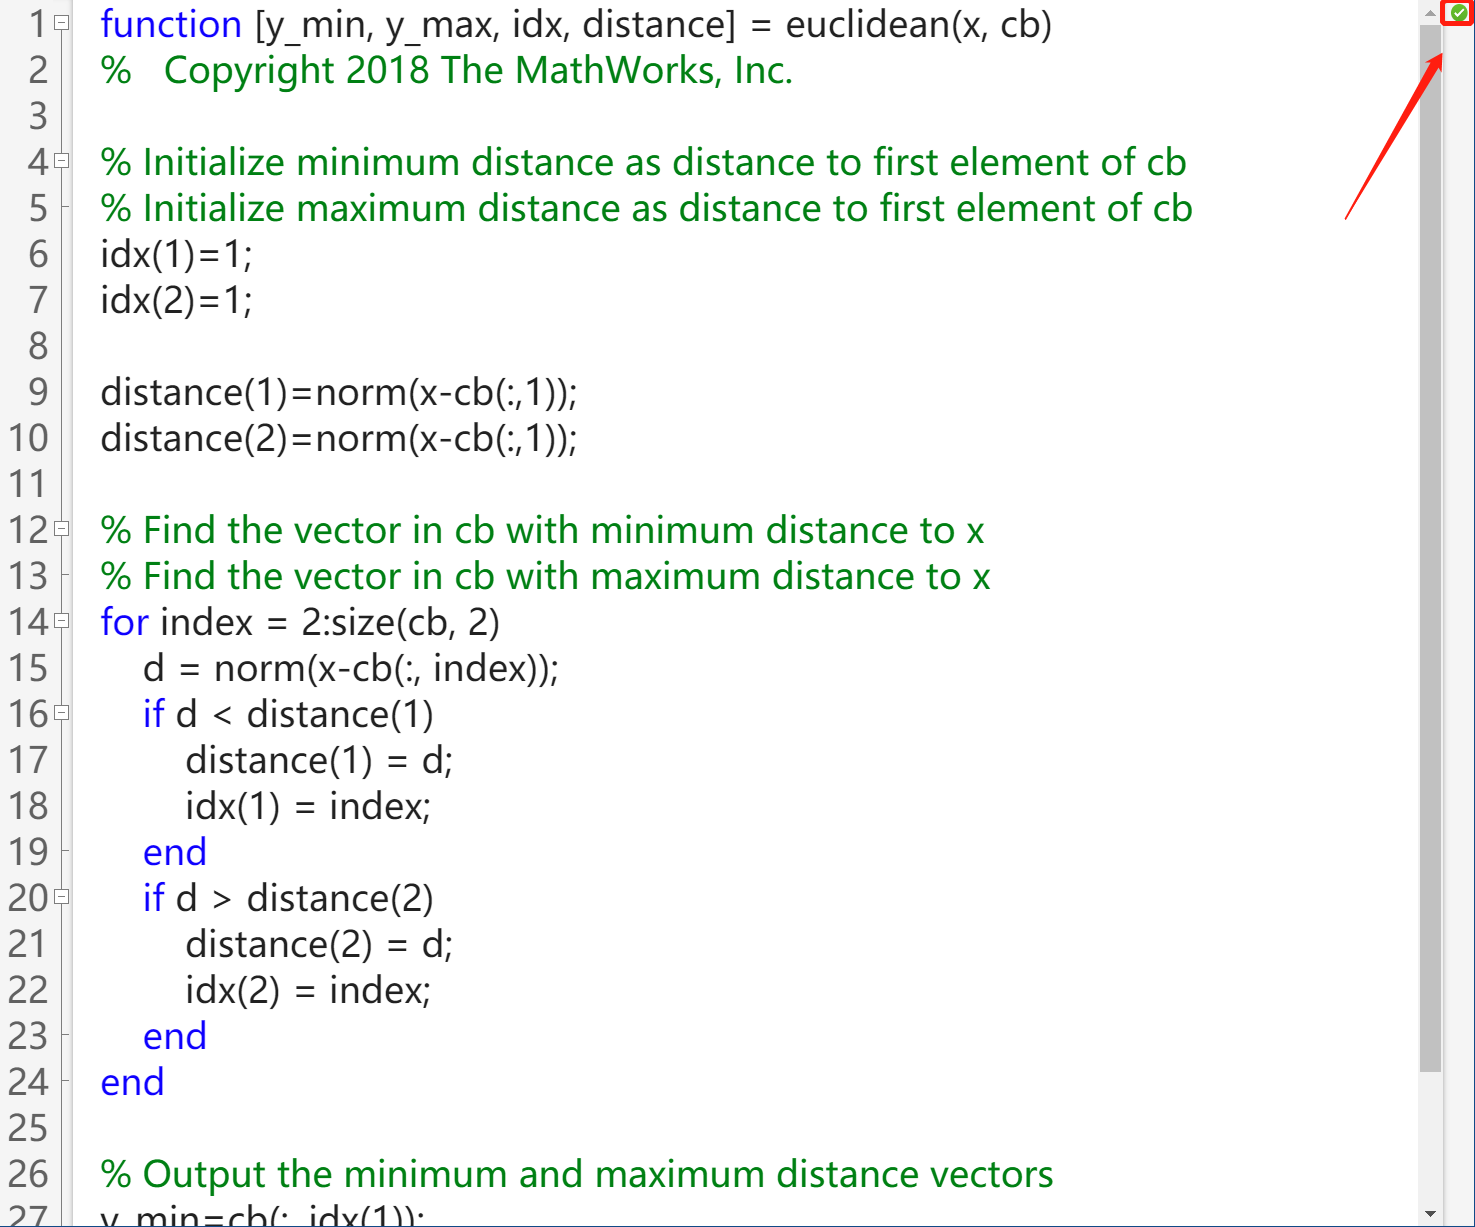 1 function [y_min, y_max, idx, distance] = euclidean(x, cb)
2 %   Copyright 2018 The MathWorks, Inc.
3
4 % Initialize minimum distance as distance to first element of cb
5 % Initialize maximum distance as distance to first element of cb
6 idx(1)=1;
7 idx(2)=1;
8
9 distance(1)=norm(x-cb(:,1));
10 distance(2)=norm(x-cb(:,1));
11
12 % Find the vector in cb with minimum distance to x
13 % Find the vector in cb with maximum distance to x
14 for index = 2:size(cb, 2)
15     d = norm(x-cb(:, index));
16     if d < distance(1)
17         distance(1) = d;
18         idx(1) = index;
19     end
20     if d > distance(2)
21         distance(2) = d;
22         idx(2) = index;
23     end
24 end
25
26 % Output the minimum and maximum distance vectors
27 y_min=cb(:, idx(1));